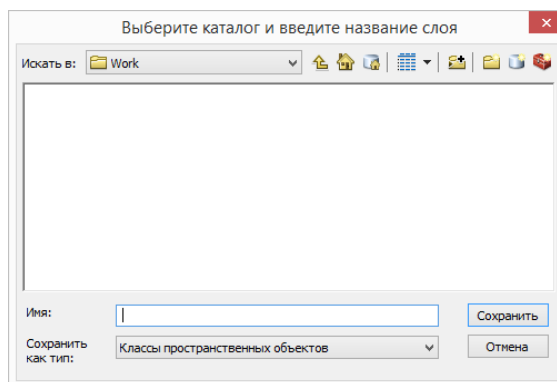 Выберите каталог и введите название слоя
Искать в: Work
Имя:
Сохранить
Сохранить как тип:
Классы пространственных объектов
Отмена